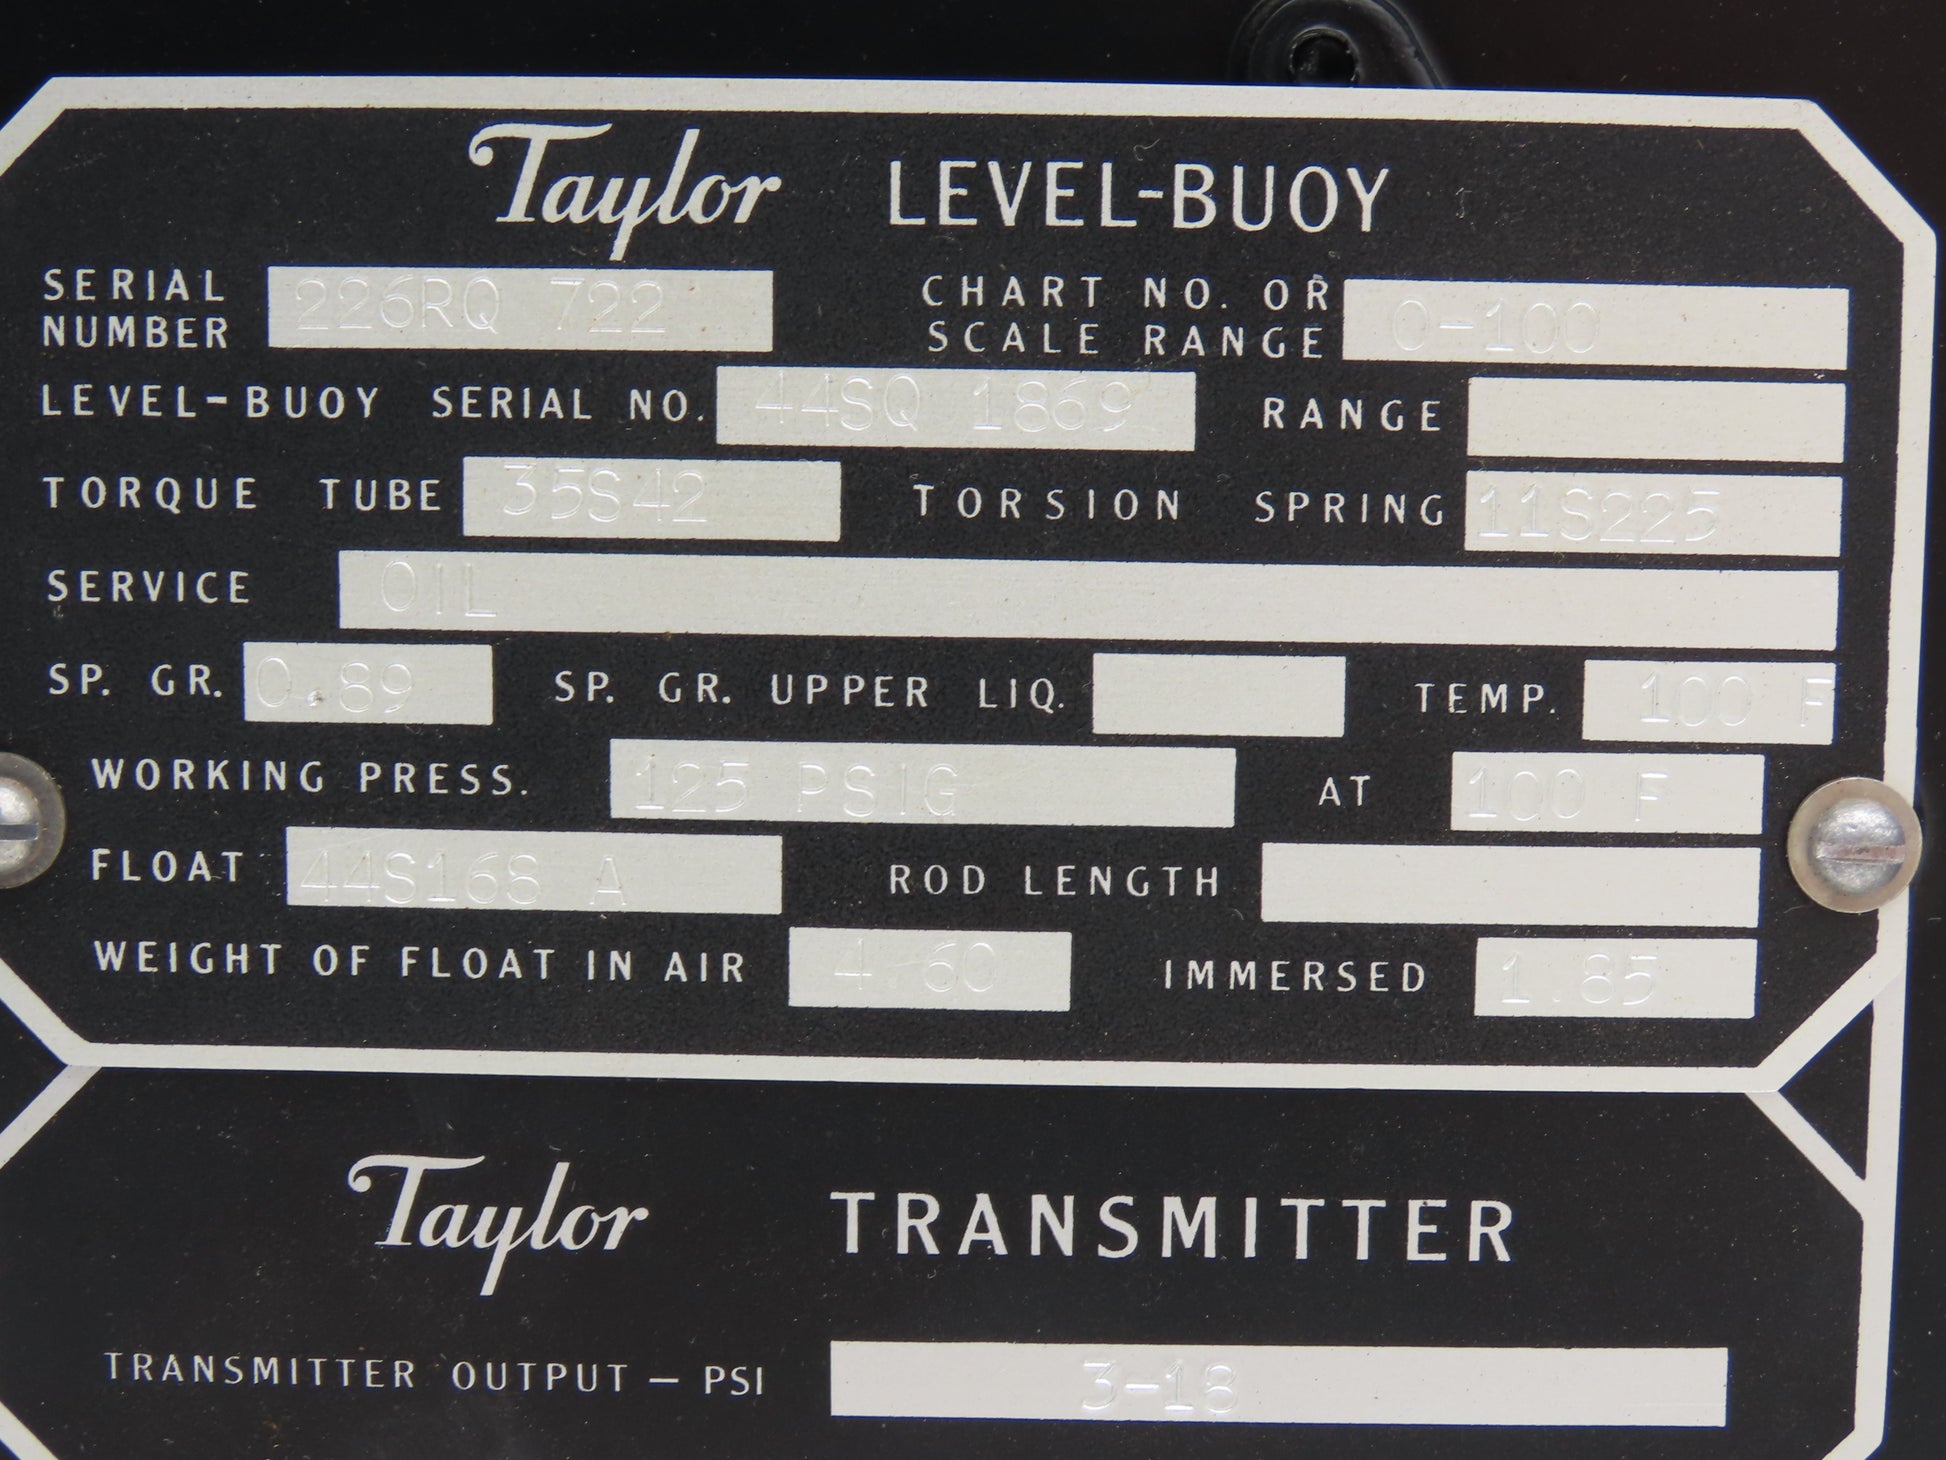 Taylor LEVEL-BUOY
SERIAL NUMBER 226RQ 722 CHART NO. OR SCALE RANGE 0-100
LEVEL-BUOY SERIAL NO. 44SQ 1869 RANGE
TORQUE TUBE 35S42 TORSION SPRING 11S225
SERVICE OIL
SP. GR. 0.89 SP. GR. UPPER LIQ. TEMP. 100 F
WORKING PRESS. 125 PSIG AT 100 F
FLOAT 44S168 A ROD LENGTH
WEIGHT OF FLOAT IN AIR 4.60 IMMERSED 1.85
Taylor TRANSMITTER
TRANSMITTER OUTPUT – PSI 3-18